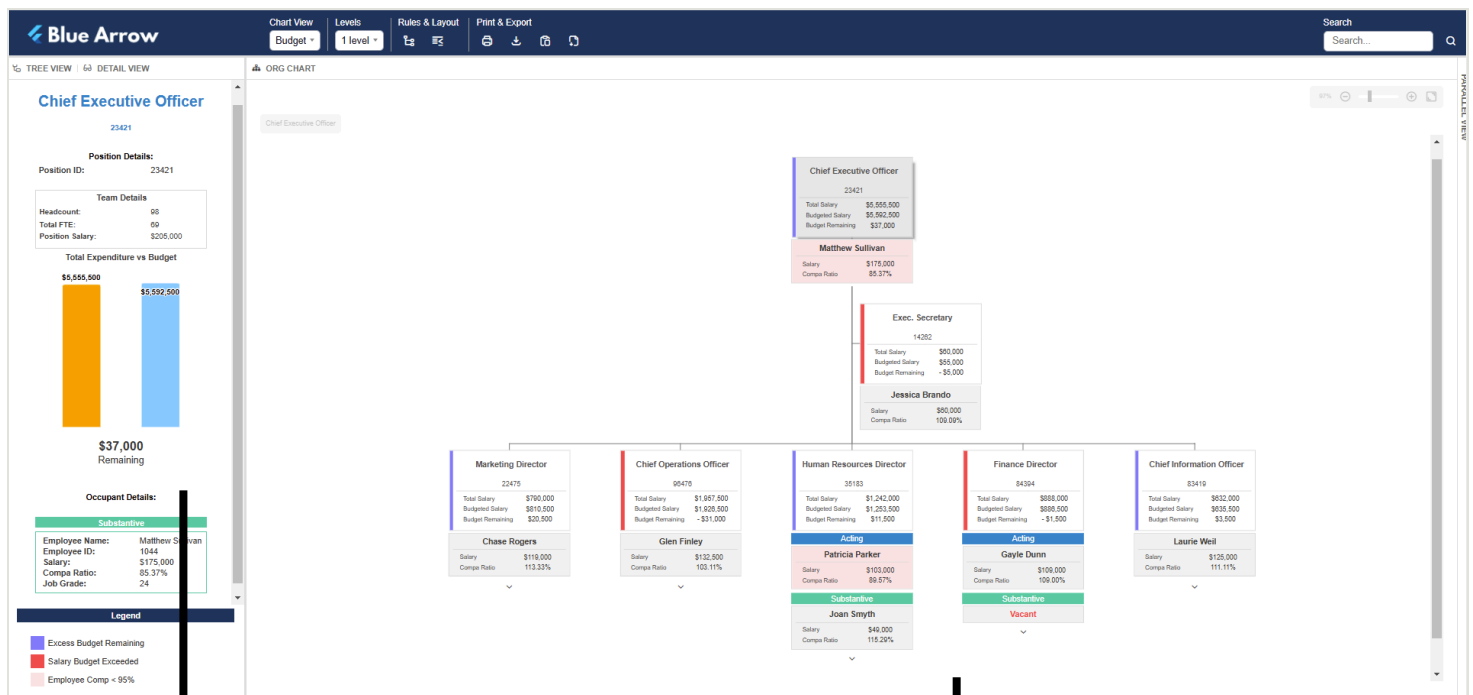 Blue Arrow
Chart View
Budget
Levels
1 level
Rules & Layout
Print & Export
Search
Search...
TREE VIEW
DETAIL VIEW
ORG CHART
PARALLEL VIEW
Chief Executive Officer
23421
Position Details:
Position ID: 23421
Team Details
Headcount: 98
Total FTE: 69
Position Salary: $205,000
Total Expenditure vs Budget
$5,555,500
$5,592,500
$37,000
Remaining
Occupant Details:
Substantive
Employee Name: Matthew Sullivan
Employee ID: 1044
Salary: $175,000
Compa Ratio: 85.37%
Job Grade: 24
Legend
Excess Budget Remaining
Salary Budget Exceeded
Employee Comp < 95%
Chief Executive Officer
Chief Executive Officer
23421
Total Salary $5,555,500
Budgeted Salary $5,592,500
Budget Remaining $37,000
Matthew Sullivan
Salary $175,000
Compa Ratio 85.37%
Exec. Secretary
14262
Total Salary $60,000
Budgeted Salary $55,000
Budget Remaining - $5,000
Jessica Brando
Salary $60,000
Compa Ratio 109.09%
Marketing Director
22475
Total Salary $790,000
Budgeted Salary $810,500
Budget Remaining $20,500
Chase Rogers
Salary $119,000
Compa Ratio 113.33%
Chief Operations Officer
96476
Total Salary $1,957,500
Budgeted Salary $1,926,500
Budget Remaining - $31,000
Glen Finley
Salary $132,500
Compa Ratio 103.11%
Human Resources Director
35183
Total Salary $1,242,000
Budgeted Salary $1,253,500
Budget Remaining $11,500
Acting
Patricia Parker
Salary $103,000
Compa Ratio 89.57%
Substantive
Joan Smyth
Salary $49,000
Compa Ratio 115.29%
Finance Director
84394
Total Salary $888,000
Budgeted Salary $886,500
Budget Remaining - $1,500
Acting
Gayle Dunn
Salary $109,000
Compa Ratio 109.00%
Substantive
Vacant
Chief Information Officer
83419
Total Salary $632,000
Budgeted Salary $635,500
Budget Remaining $3,500
Laurie Weil
Salary $125,000
Compa Ratio 111.11%